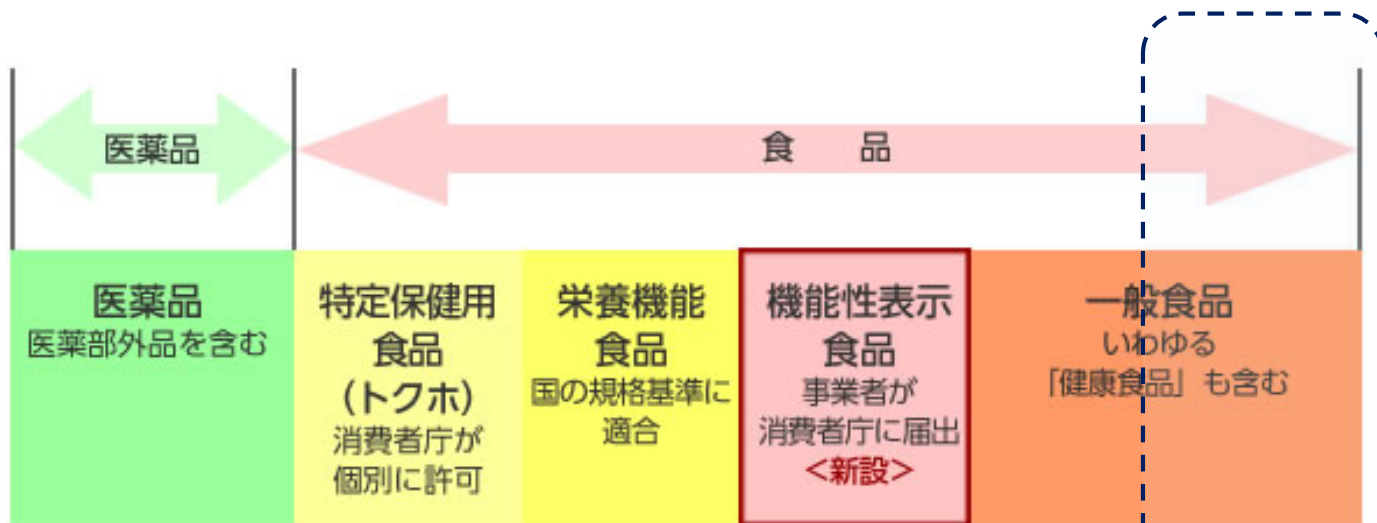 医薬品
食　品
医薬品
医薬部外品を含む
特定保健用
食品
（トクホ）
消費者庁が
個別に許可
栄養機能
食品
国の規格基準に
適合
機能性表示
食品
事業者が
消費者庁に届出
＜新設＞
一般食品
いわゆる
「健康食品」も含む